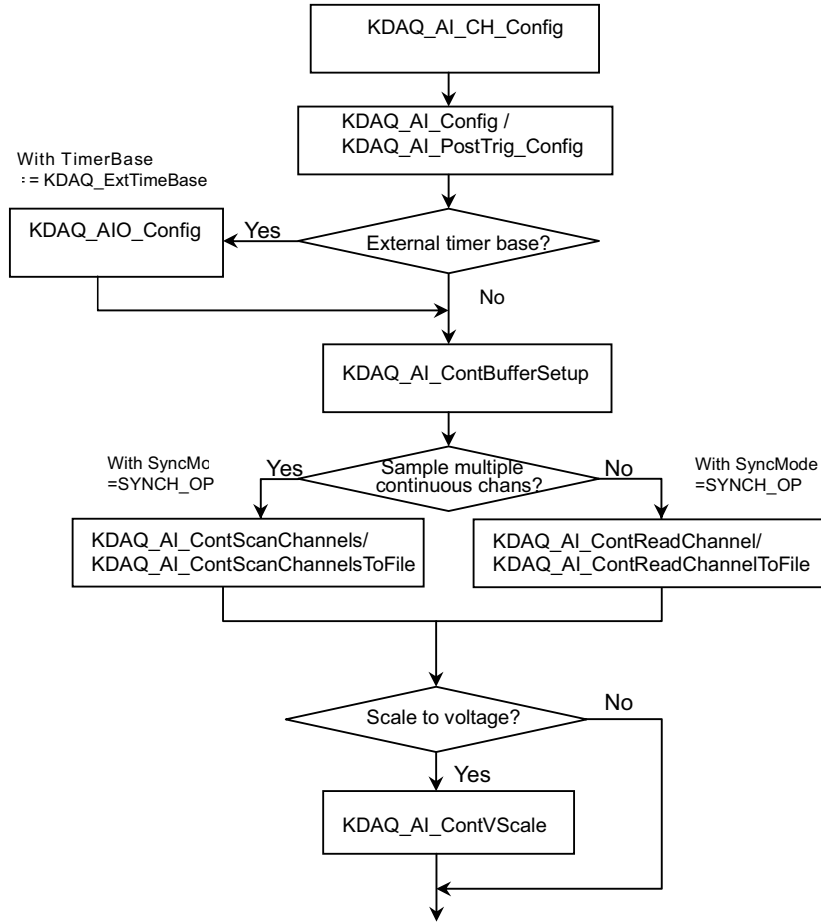 KDAQ_AI_CH_Config
KDAQ_AI_Config /
KDAQ_AI_PostTrig_Config
With TimerBase
:= KDAQ_ExtTimeBase
KDAQ_AIO_Config
Yes
External timer base?
No
KDAQ_AI_ContBufferSetup
With SyncMo
=SYNCH_OP
Yes
Sample multiple
continuous chans?
No
With SyncMode
=SYNCH_OP
KDAQ_AI_ContScanChannels/
KDAQ_AI_ContScanChannelsToFile
KDAQ_AI_ContReadChannel/
KDAQ_AI_ContReadChannelToFile
Scale to voltage?
No
Yes
KDAQ_AI_ContVScale